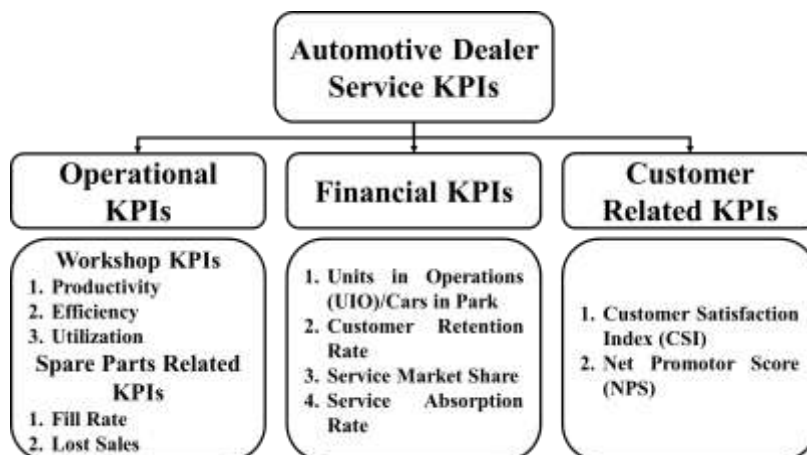 Automotive Dealer
Service KPIs
Operational
KPIs
Financial KPIs
Customer
Related KPIs
Workshop KPIs
1. Productivity
2. Efficiency
3. Utilization
Spare Parts Related
KPIs
1. Fill Rate
2. Lost Sales
1. Units in Operations
(UIO)/Cars in Park
2. Customer Retention
Rate
3. Service Market Share
4. Service Absorption
Rate
1. Customer Satisfaction
Index (CSI)
2. Net Promotor Score
(NPS)